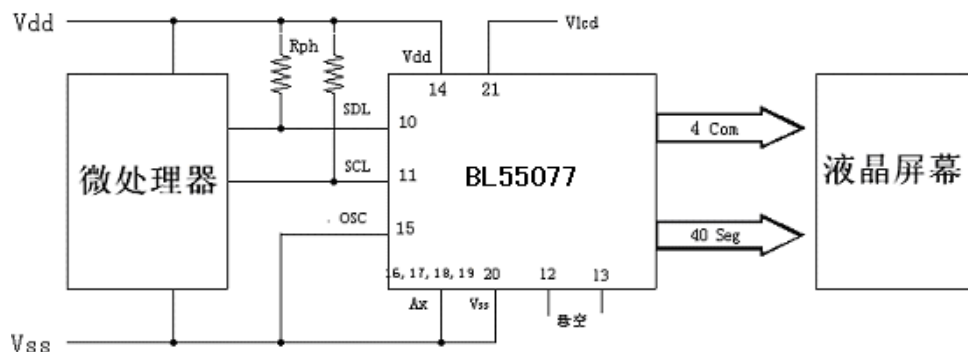 Vdd
Rph
Vdd
Vlcd
14
21
SDL
10
4 Com
SCL
11
BL55077
微处理器
液晶屏幕
OSC
15
40 Seg
16, 17, 18, 19
20
12
13
Ax
Vss
悬空
Vss